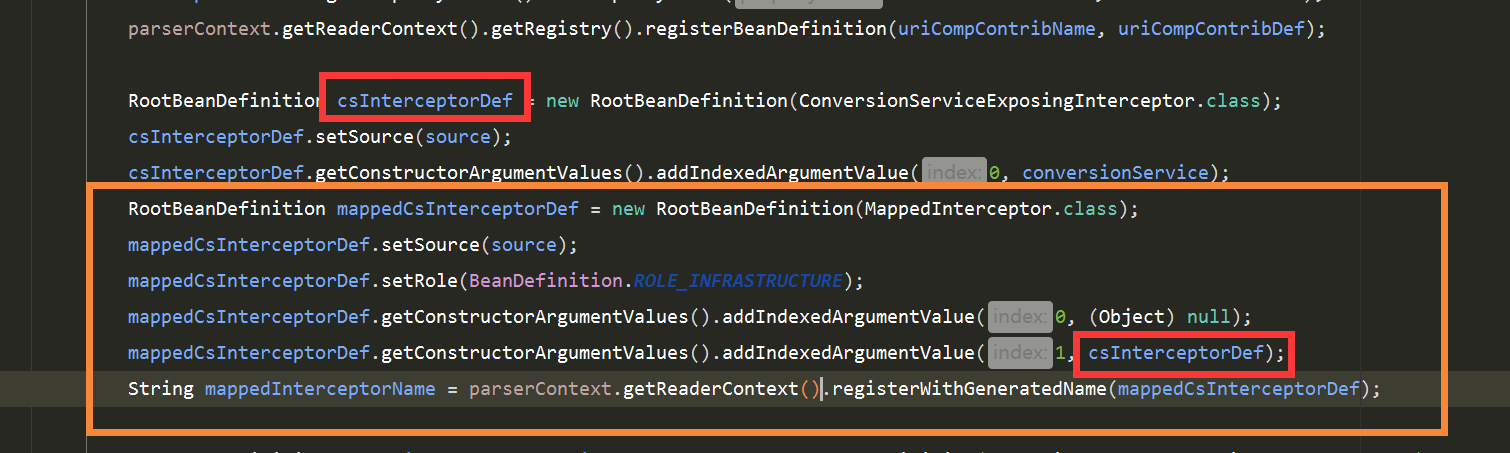 parserContext.getReaderContext().getRegistry().registerBeanDefinition(uriCompContribName, uriCompContribDef);
RootBeanDefinition csInterceptorDef = new RootBeanDefinition(ConversionServiceExposingInterceptor.class);
csInterceptorDef.setSource(source);
csInterceptorDef.getConstructorArgumentValues().addIndexedArgumentValue( index: 0, conversionService);
RootBeanDefinition mappedCsInterceptorDef = new RootBeanDefinition(MappedInterceptor.class);
mappedCsInterceptorDef.setSource(source);
mappedCsInterceptorDef.setRole(BeanDefinition.ROLE_INFRASTRUCTURE);
mappedCsInterceptorDef.getConstructorArgumentValues().addIndexedArgumentValue( index: 0, (Object) null);
mappedCsInterceptorDef.getConstructorArgumentValues().addIndexedArgumentValue( index: 1, csInterceptorDef);
String mappedInterceptorName = parserContext.getReaderContext().registerWithGeneratedName(mappedCsInterceptorDef);